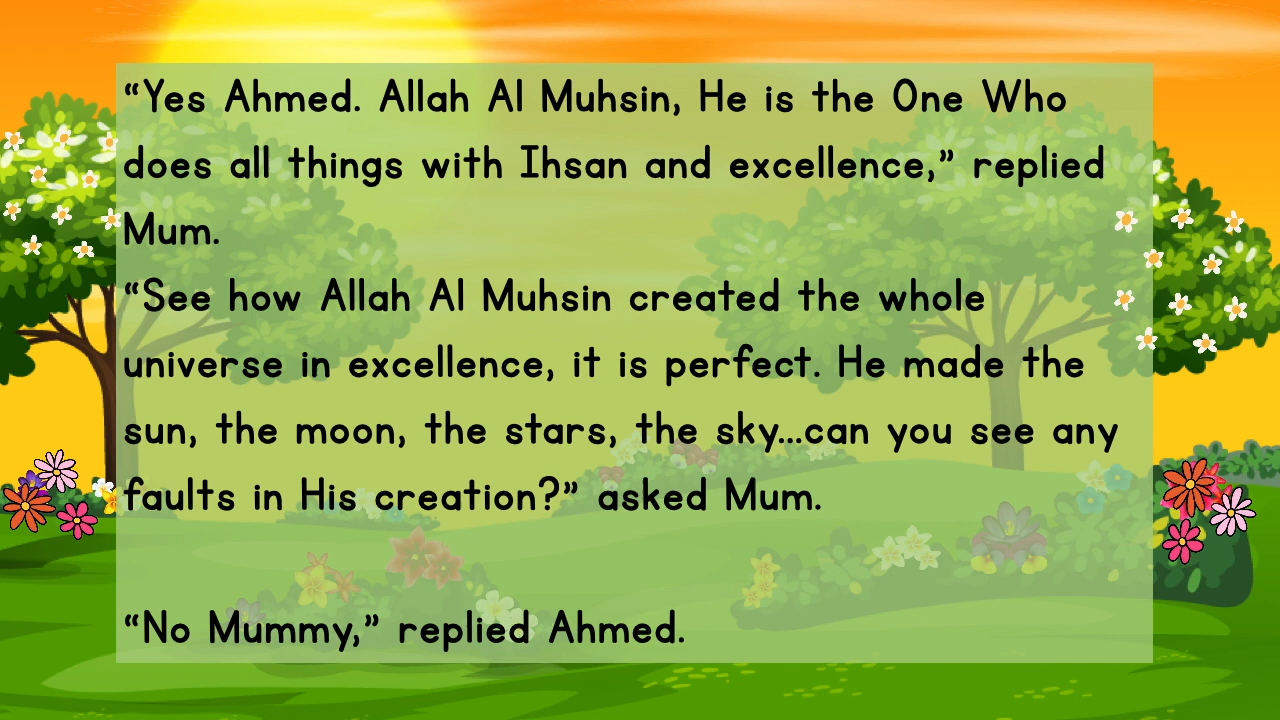 “Yes Ahmed. Allah Al Muhsin, He is the One Who
does all things with Ihsan and excellence,” replied
Mum.
“See how Allah Al Muhsin created the whole
universe in excellence, it is perfect. He made the
sun, the moon, the stars, the sky...can you see any
faults in His creation?” asked Mum.
“No Mummy,” replied Ahmed.